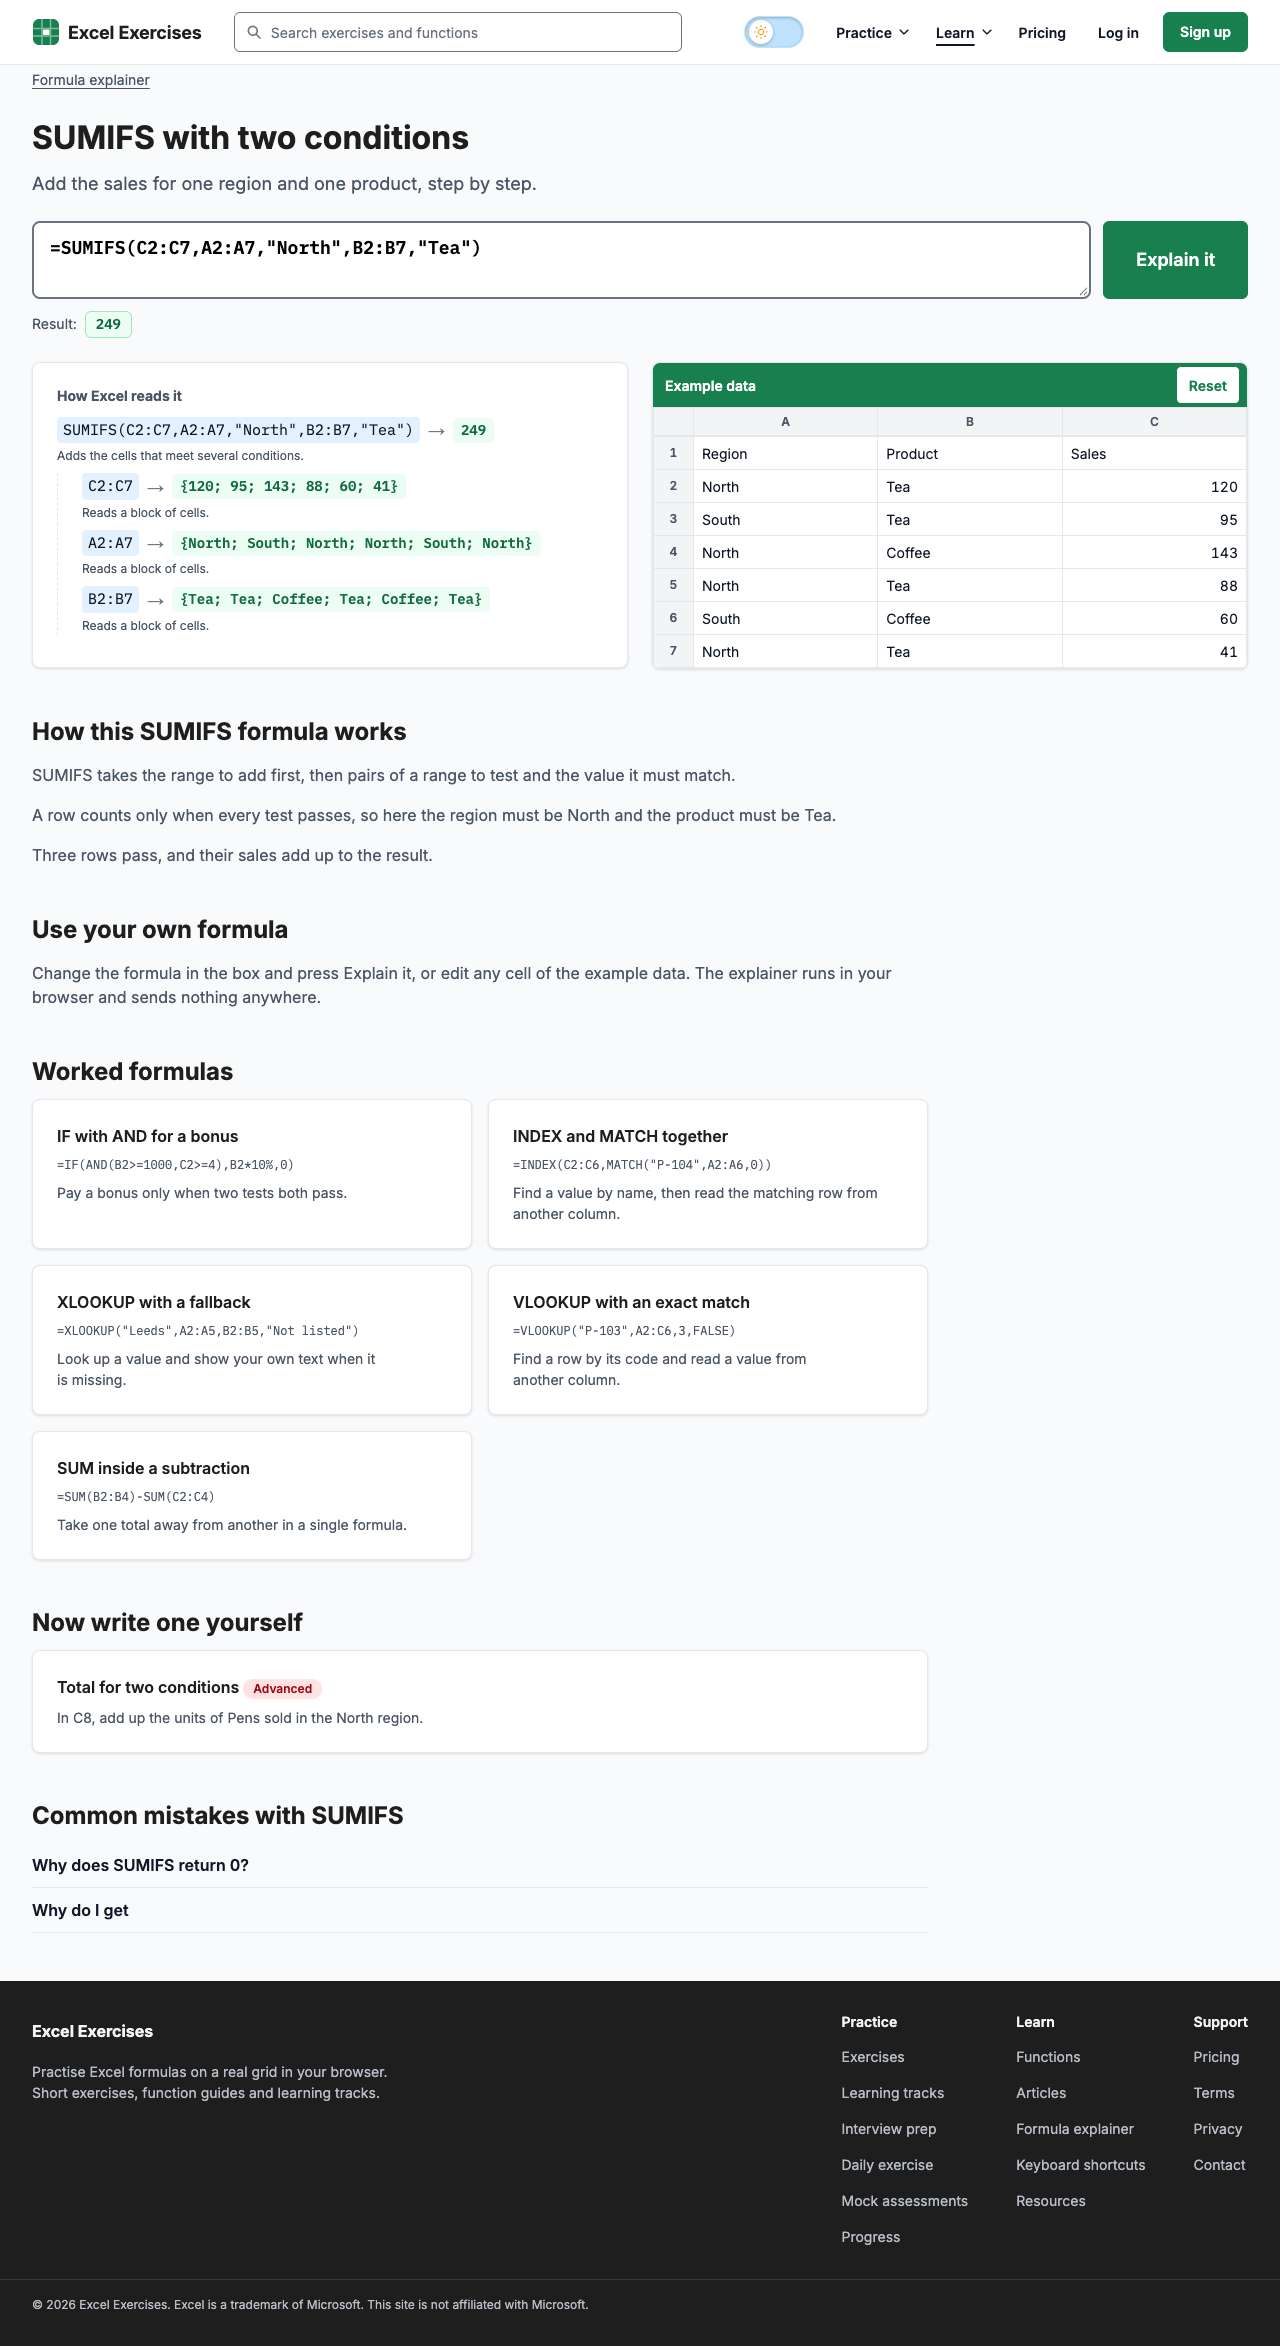 Excel Exercises
Search exercises and functions
Practice
Learn
Pricing
Log in
Sign up
Formula explainer
SUMIFS with two conditions
Add the sales for one region and one product, step by step.
=SUMIFS(C2:C7,A2:A7,"North",B2:B7,"Tea")
Explain it
Result: 249
How Excel reads it
SUMIFS(C2:C7,A2:A7,"North",B2:B7,"Tea") → 249
Adds the cells that meet several conditions.
C2:C7 → {120; 95; 143; 88; 60; 41}
Reads a block of cells.
A2:A7 → {North; South; North; North; South; North}
Reads a block of cells.
B2:B7 → {Tea; Tea; Coffee; Tea; Coffee; Tea}
Reads a block of cells.
Example data
Reset
A B C
1 Region Product Sales
2 North Tea 120
3 South Tea 95
4 North Coffee 143
5 North Tea 88
6 South Coffee 60
7 North Tea 41
How this SUMIFS formula works
SUMIFS takes the range to add first, then pairs of a range to test and the value it must match.
A row counts only when every test passes, so here the region must be North and the product must be Tea.
Three rows pass, and their sales add up to the result.
Use your own formula
Change the formula in the box and press Explain it, or edit any cell of the example data. The explainer runs in your
browser and sends nothing anywhere.
Worked formulas
IF with AND for a bonus
=IF(AND(B2>=1000,C2>=4),B2*10%,0)
Pay a bonus only when two tests both pass.
INDEX and MATCH together
=INDEX(C2:C6,MATCH("P-104",A2:A6,0))
Find a value by name, then read the matching row from
another column.
XLOOKUP with a fallback
=XLOOKUP("Leeds",A2:A5,B2:B5,"Not listed")
Look up a value and show your own text when it
is missing.
VLOOKUP with an exact match
=VLOOKUP("P-103",A2:C6,3,FALSE)
Find a row by its code and read a value from
another column.
SUM inside a subtraction
=SUM(B2:B4)-SUM(C2:C4)
Take one total away from another in a single formula.
Now write one yourself
Total for two conditions Advanced
In C8, add up the units of Pens sold in the North region.
Common mistakes with SUMIFS
Why does SUMIFS return 0?
Why do I get
Excel Exercises
Practise Excel formulas on a real grid in your browser.
Short exercises, function guides and learning tracks.
Practice
Exercises
Learning tracks
Interview prep
Daily exercise
Mock assessments
Progress
Learn
Functions
Articles
Formula explainer
Keyboard shortcuts
Resources
Support
Pricing
Terms
Privacy
Contact
© 2026 Excel Exercises. Excel is a trademark of Microsoft. This site is not affiliated with Microsoft.